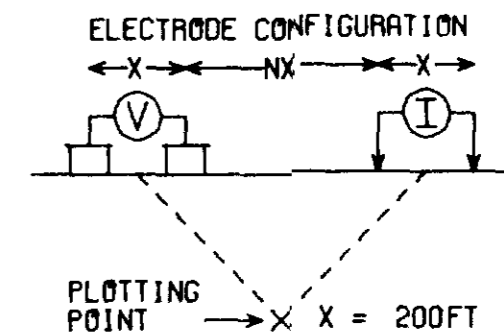 ELECTRODE CONFIGURATION
X NX X
V I
PLOTTING
POINT X X = 200FT